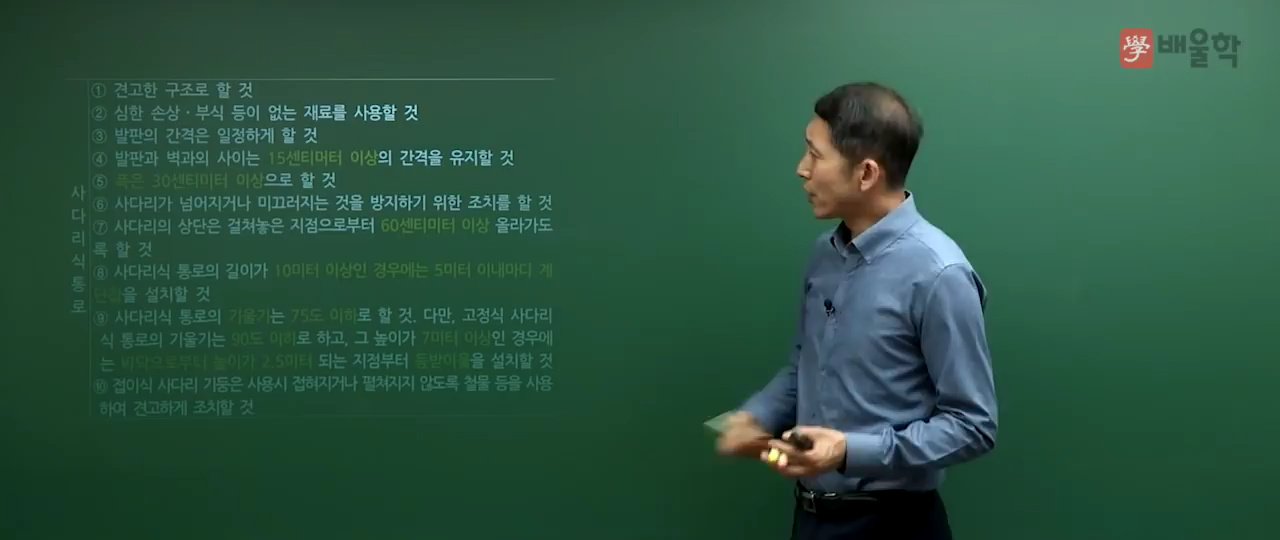 學 배울학
① 견고한 구조로 할 것
② 심한 손상·부식 등이 없는 재료를 사용할 것
③ 발판의 간격은 일정하게 할 것
④ 발판과 벽과의 사이는 15센티미터 이상의 간격을 유지할 것
⑤ 폭은 30센티미터 이상으로 할 것
⑥ 사다리가 넘어지거나 미끄러지는 것을 방지하기 위한 조치를 할 것
⑦ 사다리의 상단은 걸쳐놓은 지점으로부터 60센티미터 이상 올라가도
록 할 것
⑧ 사다리식 통로의 길이가 10미터 이상인 경우에는 5미터 이내마다 계
단참을 설치할 것
⑨ 사다리식 통로의 기울기는 75도 이하로 할 것. 다만, 고정식 사다리
식 통로의 기울기는 90도 이하로 하고, 그 높이가 7미터 이상인 경우에
는 바닥으로부터 높이가 2.5미터 되는 지점부터 등받이울을 설치할 것
⑩ 접이식 사다리 기둥은 사용시 접혀지거나 펼쳐지지 않도록 철물 등을 사용
하여 견고하게 조치할 것
사다리식통로